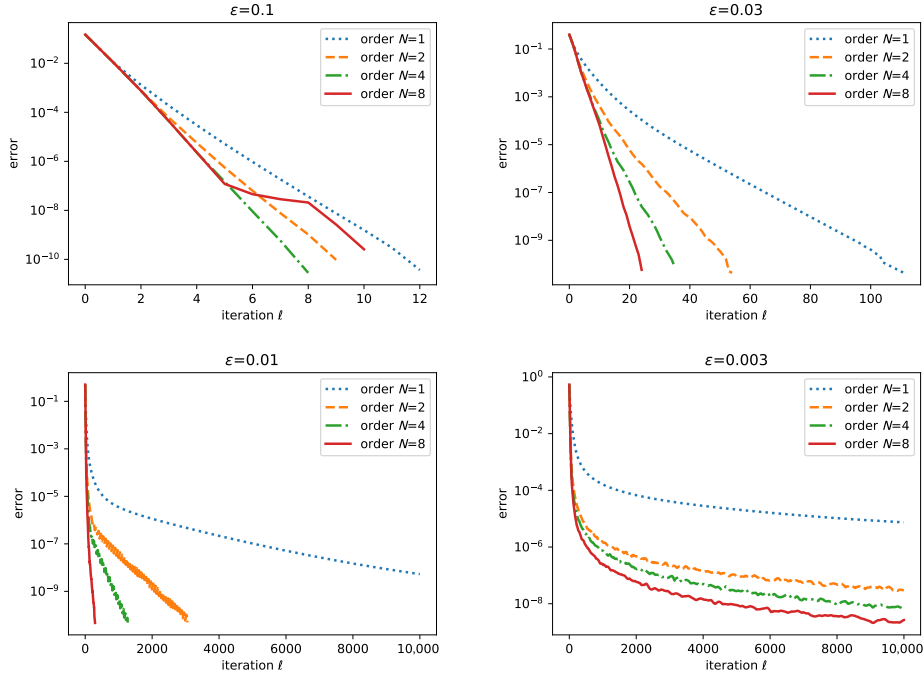 ε=0.1
error
10⁻²
10⁻⁴
10⁻⁶
10⁻⁸
10⁻¹⁰
order N=1
order N=2
order N=4
order N=8
0 2 4 6 8 10 12
iteration ℓ
ε=0.03
error
10⁻¹
10⁻³
10⁻⁵
10⁻⁷
10⁻⁹
order N=1
order N=2
order N=4
order N=8
0 20 40 60 80 100
iteration ℓ
ε=0.01
error
10⁻¹
10⁻³
10⁻⁵
10⁻⁷
10⁻⁹
order N=1
order N=2
order N=4
order N=8
0 2000 4000 6000 8000 10,000
iteration ℓ
ε=0.003
error
10⁰
10⁻²
10⁻⁴
10⁻⁶
10⁻⁸
order N=1
order N=2
order N=4
order N=8
0 2000 4000 6000 8000 10,000
iteration ℓ